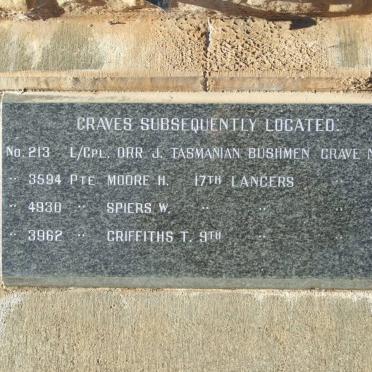 GRAVES SUBSEQUENTLY LOCATED:
No. 213 L/CPL. ORR J. TASMANIAN BUSHMEN GRAVE N
" 3594 PTE MOORE H. 17TH LANCERS
" 4930 " SPIERS W. " "
" 3962 " GRIFFITHS T. 9TH "